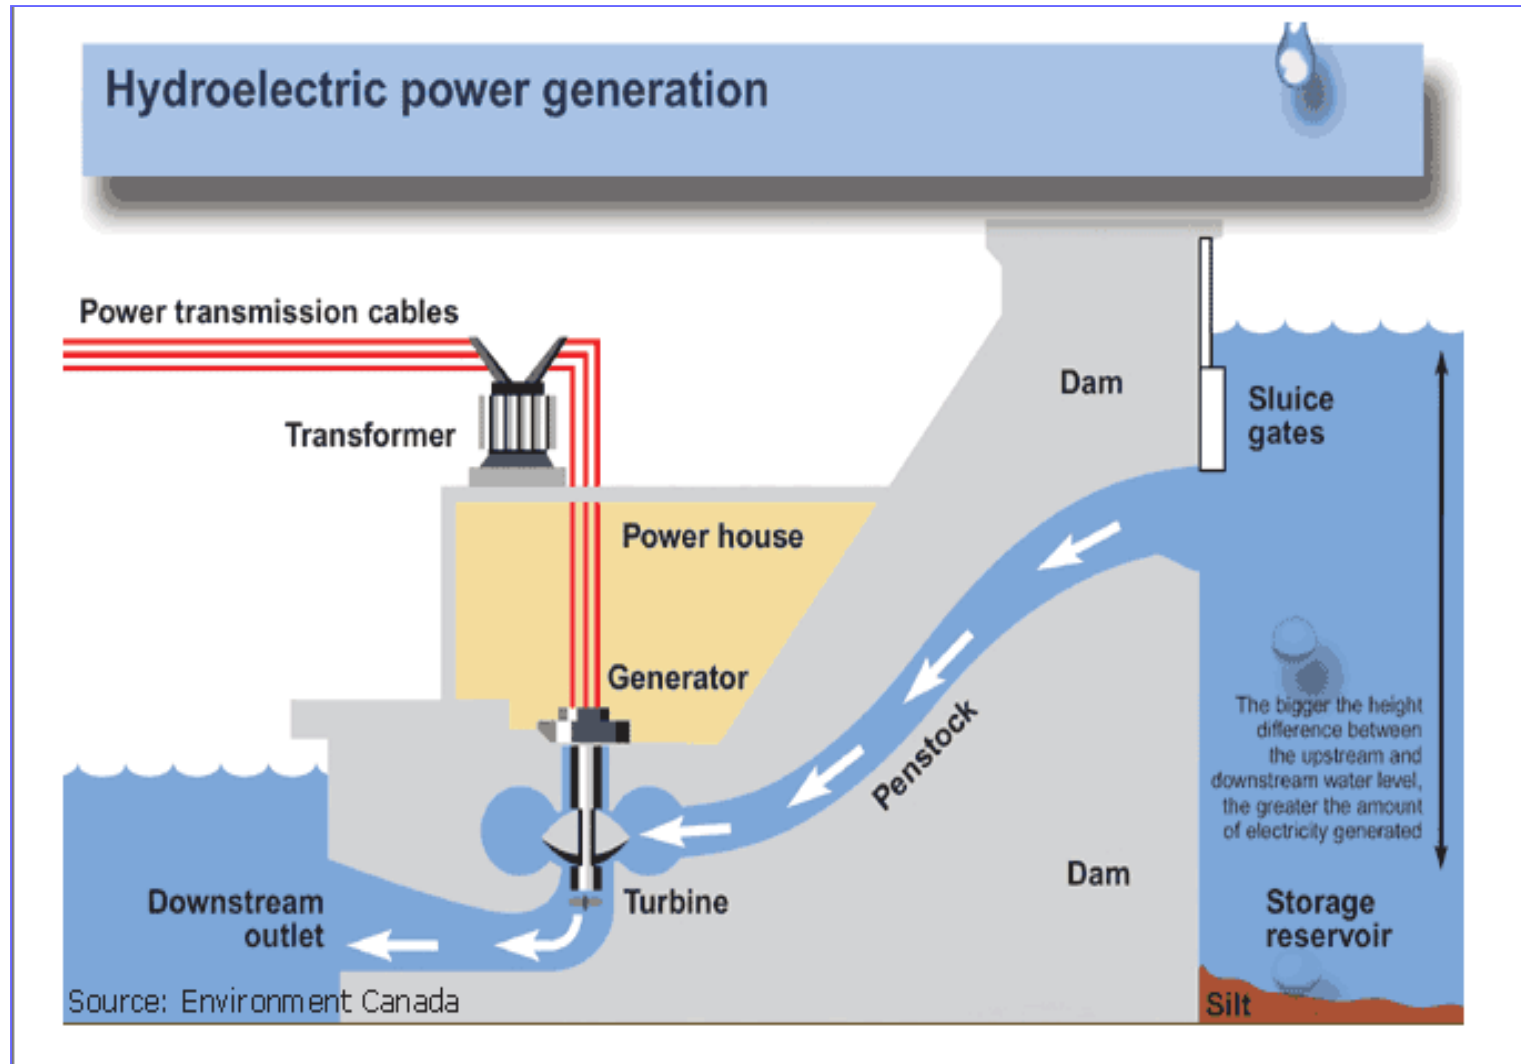 Hydroelectric power generation
Power transmission cables
Transformer
Dam
Sluice
gates
Power house
Generator
Penstock
The bigger the height
difference between
the upstream and
downstream water level,
the greater the amount
of electricity generated
Turbine
Dam
Downstream
outlet
Storage
reservoir
Source: Environment Canada
Silt